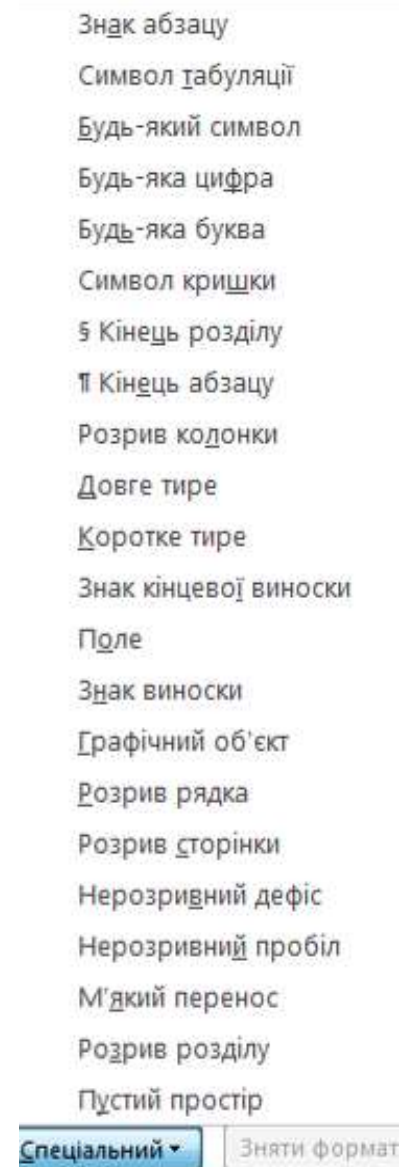 Знак абзацу
Символ табуляції
Будь-який символ
Будь-яка цифра
Будь-яка буква
Символ кришки
§ Кінець розділу
¶ Кінець абзацу
Розрив колонки
Довге тире
Коротке тире
Знак кінцевої виноски
Поле
Знак виноски
Графічний об'єкт
Розрив рядка
Розрив сторінки
Нерозривний дефіс
Нерозривний пробіл
М'який перенос
Розрив розділу
Пустий простір
Спеціальний Зняти формат